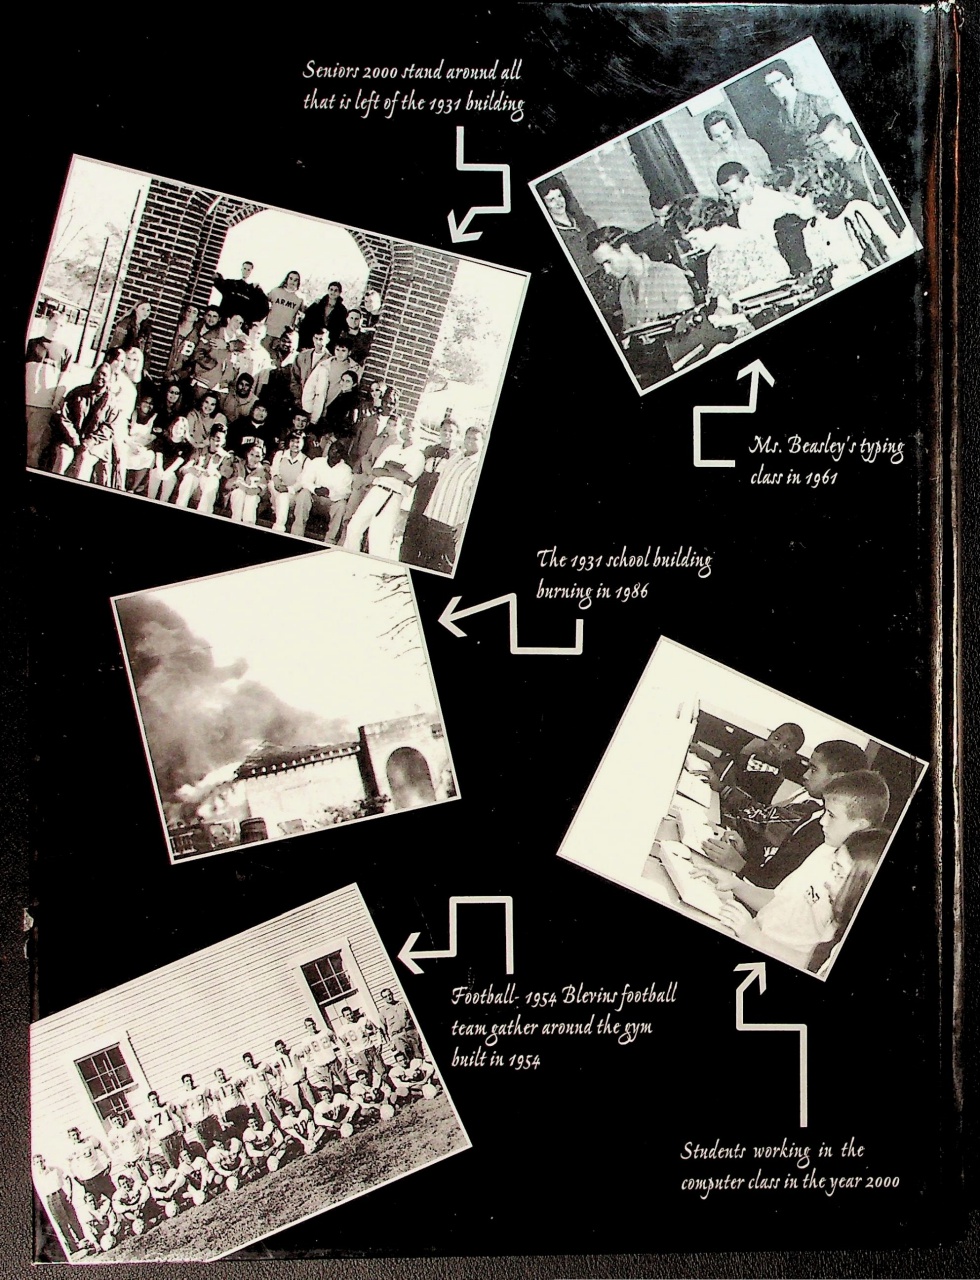 Seniors 2000 stand around all
that is left of the 1931 building
ARMY
Ms. Beasley's typing
class in 1961
The 1931 school building
burning in 1986
Football- 1954 Blevins football
team gather around the gym
built in 1954
Students working in the
computer class in the year 2000